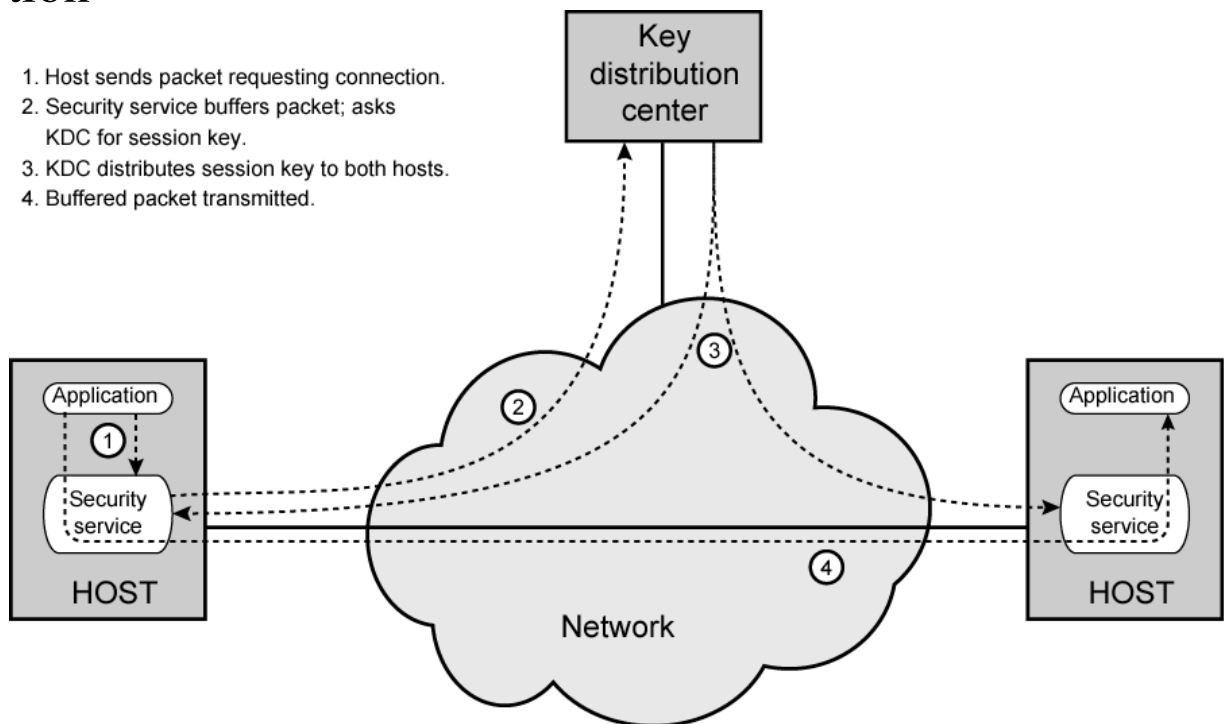 1. Host sends packet requesting connection.
2. Security service buffers packet; asks
KDC for session key.
3. KDC distributes session key to both hosts.
4. Buffered packet transmitted.
Key
distribution
center
3
2
Application
1
Security
service
HOST
Application
Security
service
HOST
4
Network